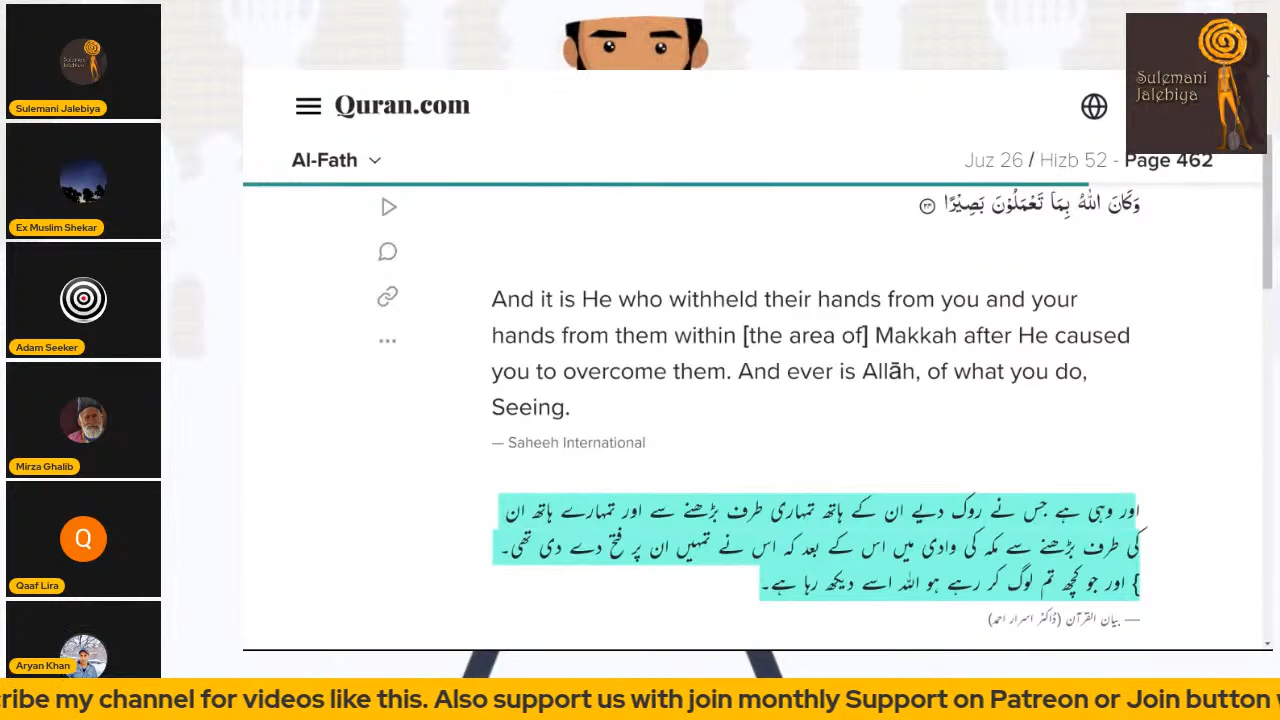 Sulemani Jalebiya
Ex Muslim Shekar
Adam Seeker
Mirza Ghalib
Q
Qaaf Lira
Aryan Khan
Sulemani
Jalebiya
Quran.com
Al-Fath
Juz 26 / Hizb 52 - Page 462
وَكَانَ اللّٰهُ بِمَا تَعْمَلُوْنَ بَصِیْرًا ۟
And it is He who withheld their hands from you and your
hands from them within [the area of] Makkah after He caused
you to overcome them. And ever is Allāh, of what you do,
Seeing.
— Saheeh International
اور وہی ہے جس نے روک دیے ان کے ہاتھ تمہاری طرف بڑھنے سے اور تمہارے ہاتھ ان
کی طرف بڑھنے سے مکہ کی وادی میں اس کے بعد کہ اس نے تمہیں ان پر فتح دے دی تھی۔
} اور جو کچھ تم لوگ کر رہے ہو اللہ اسے دیکھ رہا ہے۔
— بیان القرآن (ڈاکٹر اسرار احمد)
cribe my channel for videos like this. Also support us with join monthly Support on Patreon or Join button